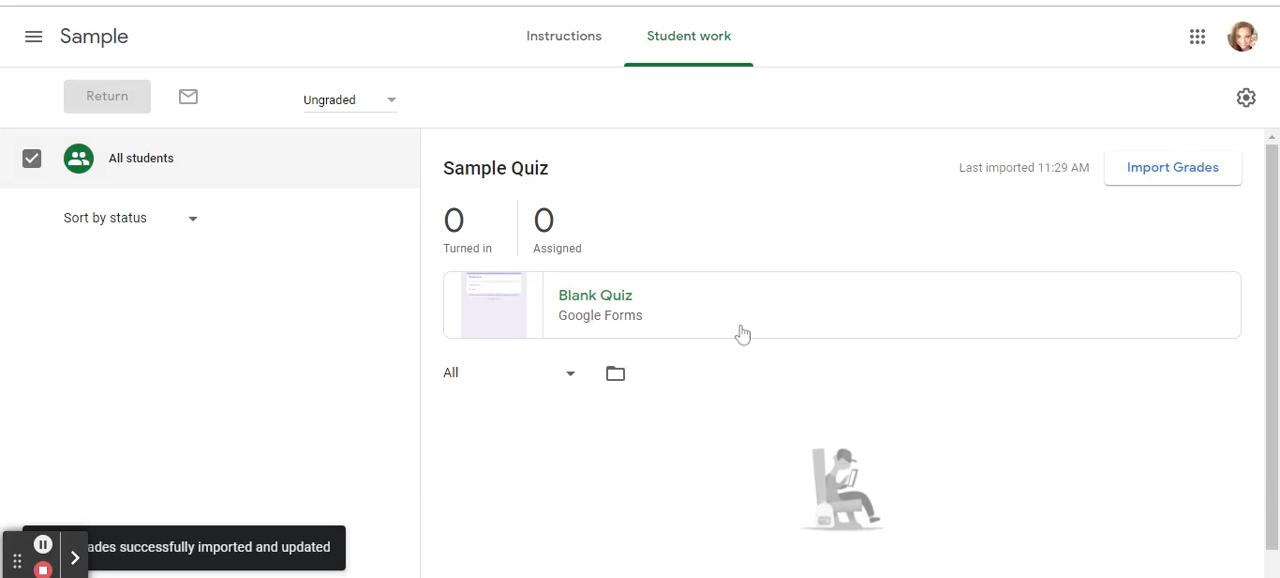 Sample
Instructions
Student work
Return
Ungraded
All students
Sort by status
Sample Quiz
Last imported 11:29 AM
Import Grades
0
Turned in
0
Assigned
Blank Quiz
Google Forms
All
ades successfully imported and updated